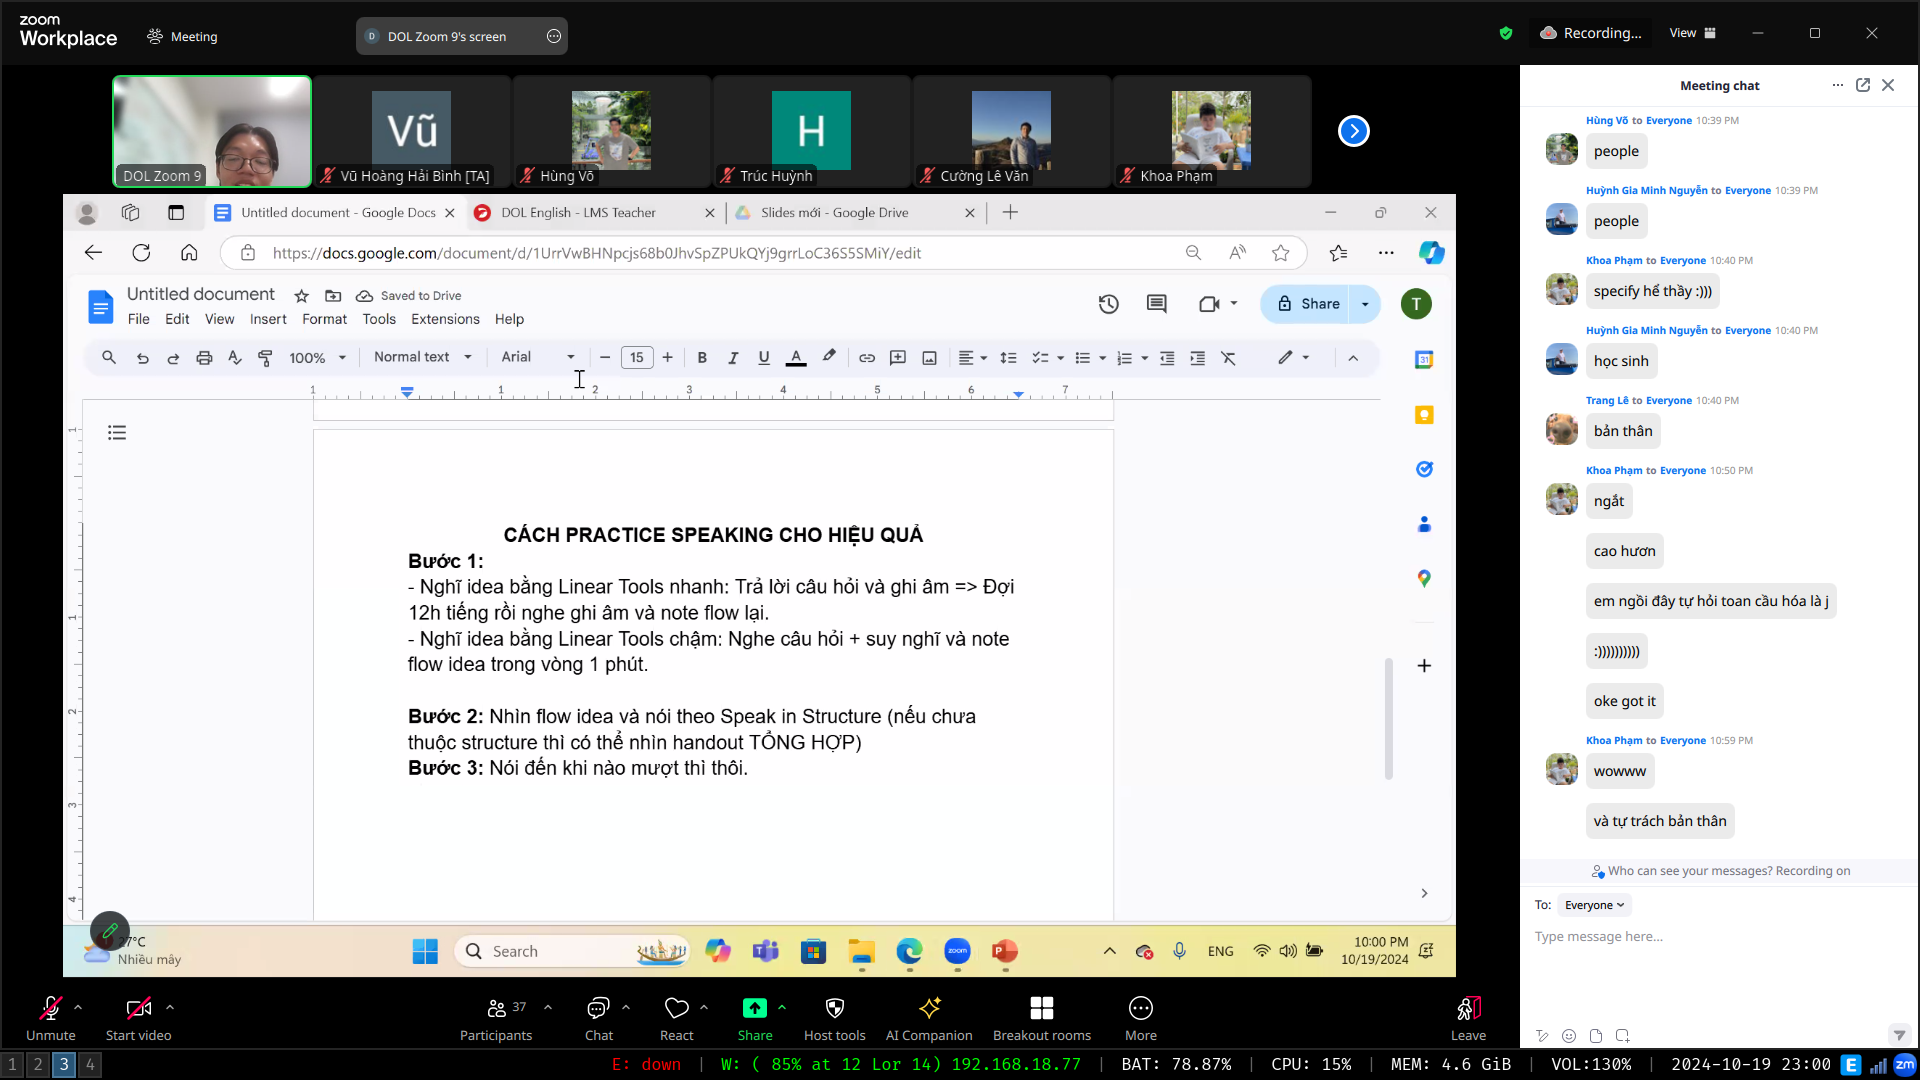 zoom
Workplace
Meeting
D DOL Zoom 9's screen
Recording...
View
DOL Zoom 9
Vũ
Vũ Hoàng Hải Bình [TA]
Hùng Võ
H
Trúc Huỳnh
Cường Lê Văn
Khoa Phạm
Untitled document - Google Docs
DOL English - LMS Teacher
Slides mới - Google Drive
https://docs.google.com/document/d/1UrrVwBHNpcjs68b0JhvSpZPUkQYj9grrLoC36S5SMiY/edit
Untitled document
Saved to Drive
File Edit View Insert Format Tools Extensions Help
Share
T
100% Normal text Arial 15
1 1 2 3 4 5 6 7
CÁCH PRACTICE SPEAKING CHO HIỆU QUẢ
Bước 1:
- Nghĩ idea bằng Linear Tools nhanh: Trả lời câu hỏi và ghi âm => Đợi
12h tiếng rồi nghe ghi âm và note flow lại.
- Nghĩ idea bằng Linear Tools chậm: Nghe câu hỏi + suy nghĩ và note
flow idea trong vòng 1 phút.
Bước 2: Nhìn flow idea và nói theo Speak in Structure (nếu chưa
thuộc structure thì có thể nhìn handout TỔNG HỢP)
Bước 3: Nói đến khi nào mượt thì thôi.
27°C
Nhiều mây
Search
ENG
10:00 PM
10/19/2024
Unmute
Start video
37
Participants
Chat
React
Share
Host tools
AI Companion
Breakout rooms
More
Leave
Meeting chat
Hùng Võ to Everyone 10:39 PM
people
Huỳnh Gia Minh Nguyễn to Everyone 10:39 PM
people
Khoa Phạm to Everyone 10:40 PM
specify hể thầy :)))
Huỳnh Gia Minh Nguyễn to Everyone 10:40 PM
học sinh
Trang Lê to Everyone 10:40 PM
bản thân
Khoa Phạm to Everyone 10:50 PM
ngắt
cao hươn
em ngồi đây tự hỏi toan cầu hóa là j
:))))))))))
oke got it
Khoa Phạm to Everyone 10:59 PM
wowww
và tự trách bản thân
Who can see your messages? Recording on
To: Everyone
Type message here...
1 2 3 4
E: down | W: ( 85% at 12 Lor 14) 192.168.18.77 | BAT: 78.87% | CPU: 15% | MEM: 4.6 GiB | VOL:130% | 2024-10-19 23:00 E zm